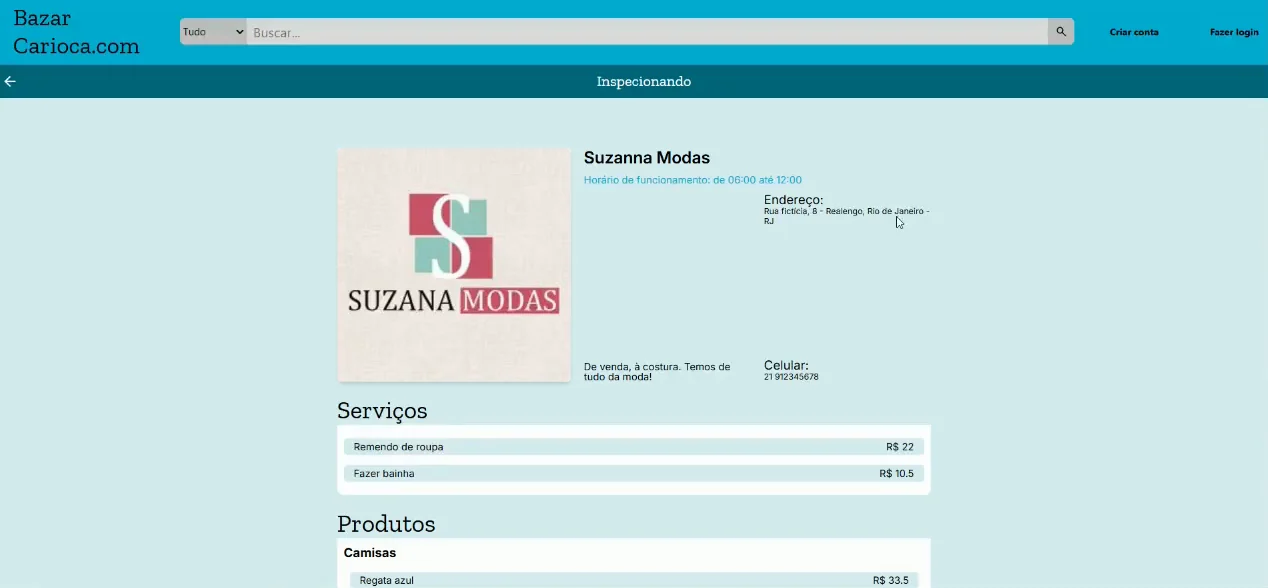 Bazar
Carioca.com
Tudo
Buscar...
Criar conta
Fazer login
Inspecionando
SUZANA MODAS
Suzanna Modas
Horário de funcionamento: de 06:00 até 12:00
Endereço:
Rua fictícia, 8 - Realengo, Rio de Janeiro -
RJ
De venda, à costura. Temos de
tudo da moda!
Celular:
21 912345678
Serviços
Remendo de roupa R$ 22
Fazer bainha R$ 10.5
Produtos
Camisas
Regata azul R$ 33.5